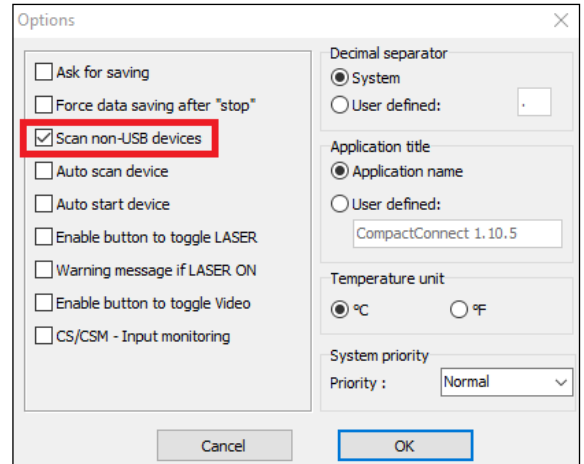 Options
Ask for saving
Force data saving after "stop"
Scan non-USB devices
Auto scan device
Auto start device
Enable button to toggle LASER
Warning message if LASER ON
Enable button to toggle Video
CS/CSM - Input monitoring
Decimal separator
System
User defined: .
Application title
Application name
User defined:
CompactConnect 1.10.5
Temperature unit
°C °F
System priority
Priority : Normal
Cancel OK